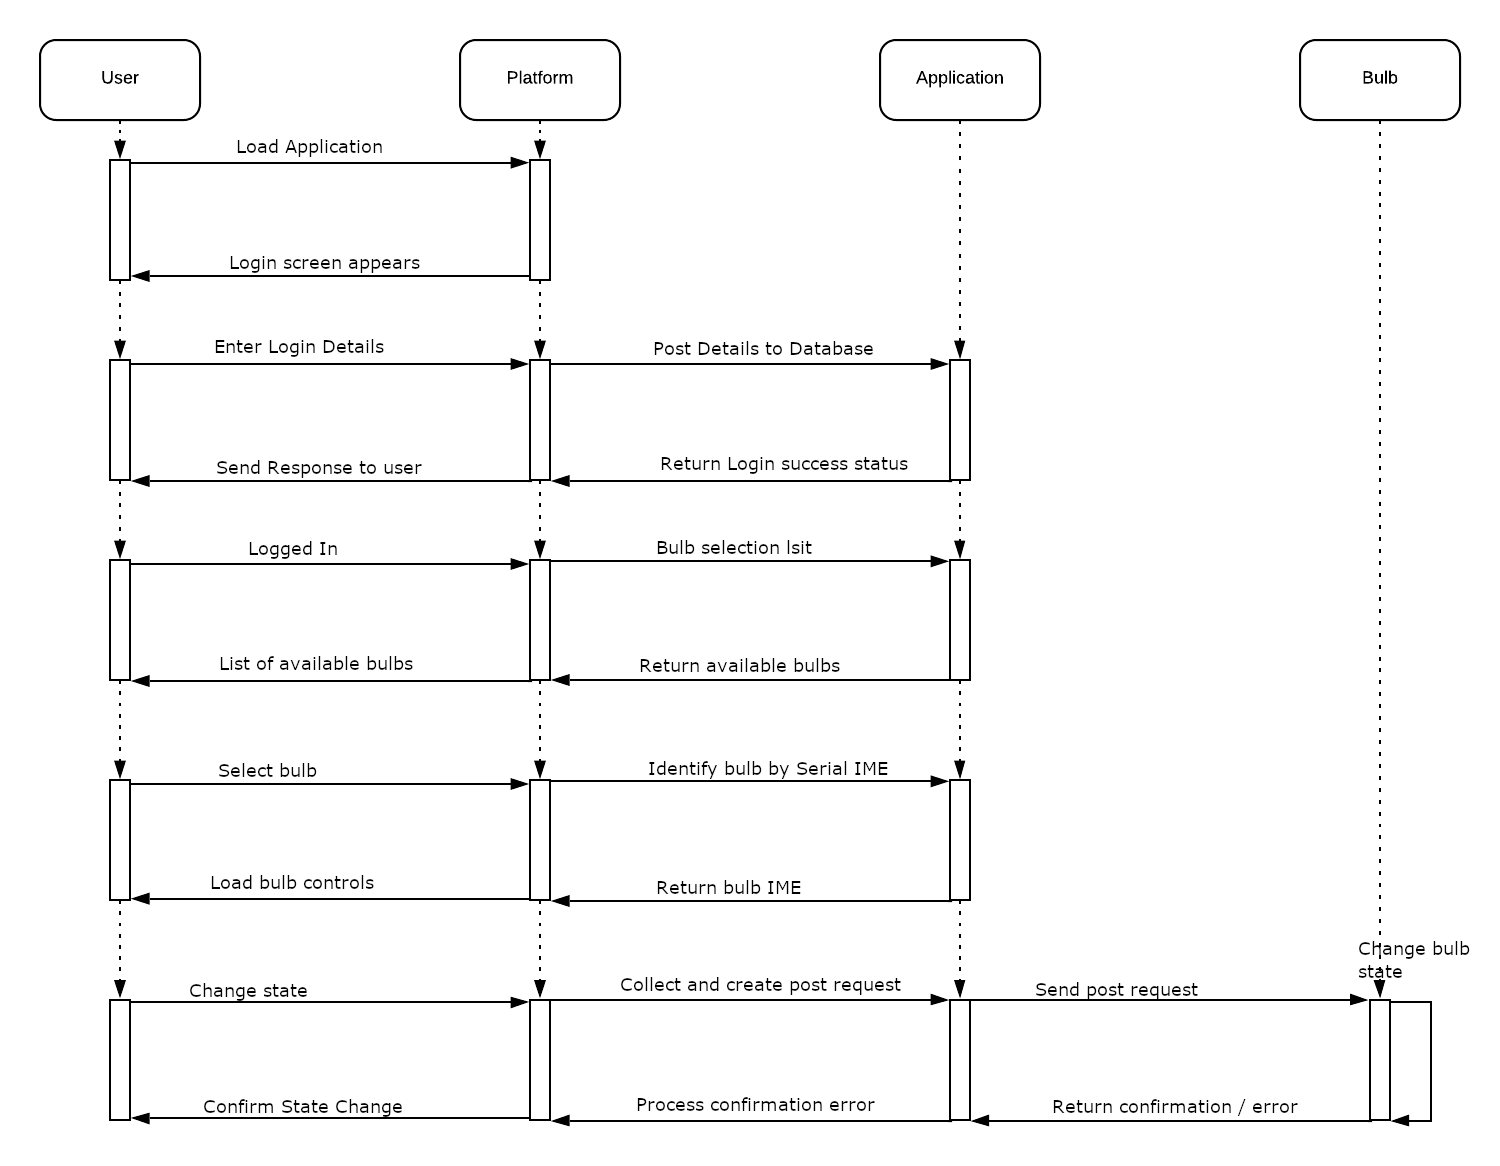 User
Platform
Application
Bulb
Load Application
Login screen appears
Enter Login Details
Post Details to Database
Send Response to user
Return Login success status
Logged In
Bulb selection lsit
List of available bulbs
Return available bulbs
Select bulb
Identify bulb by Serial IME
Load bulb controls
Return bulb IME
Change bulb
state
Change state
Collect and create post request
Send post request
Confirm State Change
Process confirmation error
Return confirmation / error